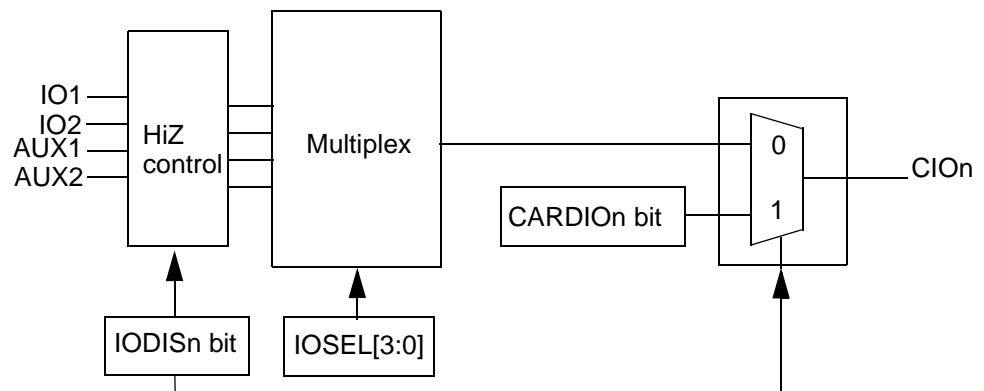 IO1
IO2
AUX1
AUX2
HiZ
control
Multiplex
0
1
CIOn
CARDIOn bit
IODISn bit
IOSEL[3:0]